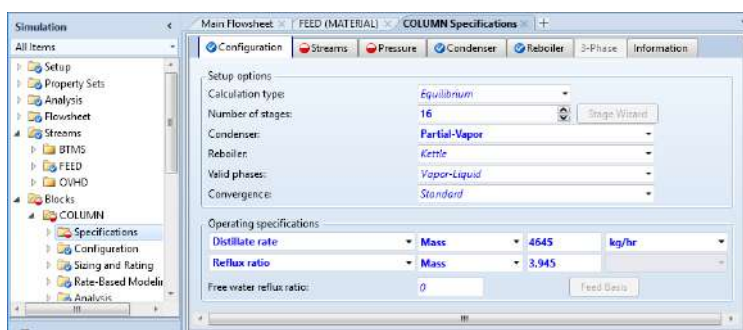 Simulation
All Items
Setup
Property Sets
Analysis
Flowsheet
Streams
BTMS
FEED
OVHD
Blocks
COLUMN
Specifications
Configuration
Sizing and Rating
Rate-Based Modelin
Analysis
Main Flowsheet × FEED (MATERIAL) × COLUMN Specifications × +
Configuration Streams Pressure Condenser Reboiler 3-Phase Information
Setup options
Calculation type: Equilibrium
Number of stages: 16 Stage Wizard
Condenser: Partial-Vapor
Reboiler: Kettle
Valid phases: Vapor-Liquid
Convergence: Standard
Operating specifications
Distillate rate Mass 4645 kg/hr
Reflux ratio Mass 3.945
Free water reflux ratio: 0 Feed Basis